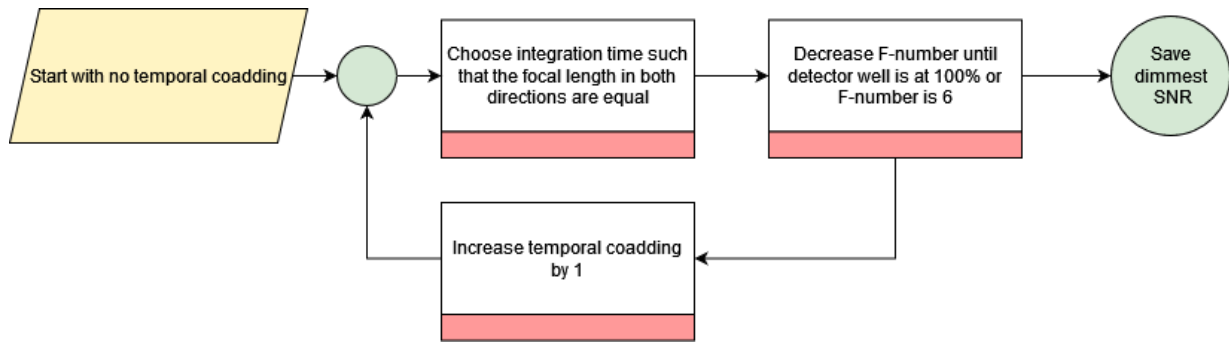 Start with no temporal coadding
Choose integration time such
that the focal length in both
directions are equal
Decrease F-number until
detector well is at 100% or
F-number is 6
Save
dimmest
SNR
Increase temporal coadding
by 1